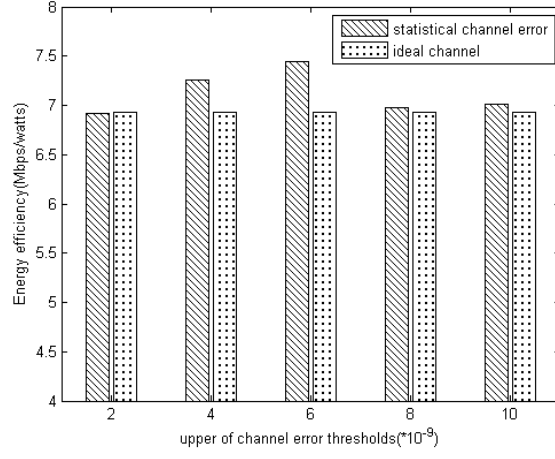 8
7.5
7
6.5
6
5.5
5
4.5
4
Energy efficiency(Mbps/watts)
statistical channel error
ideal channel
2 4 6 8 10
upper of channel error thresholds(*10-9)